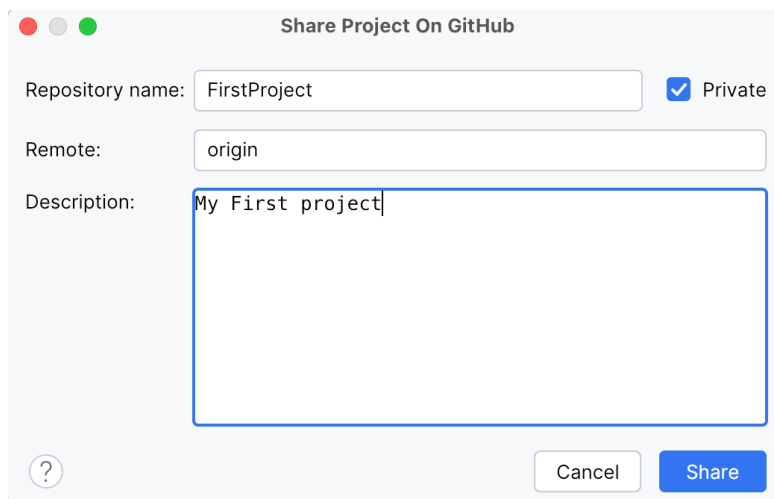 Share Project On GitHub
Repository name: FirstProject Private
Remote: origin
Description: My First project
?
Cancel Share